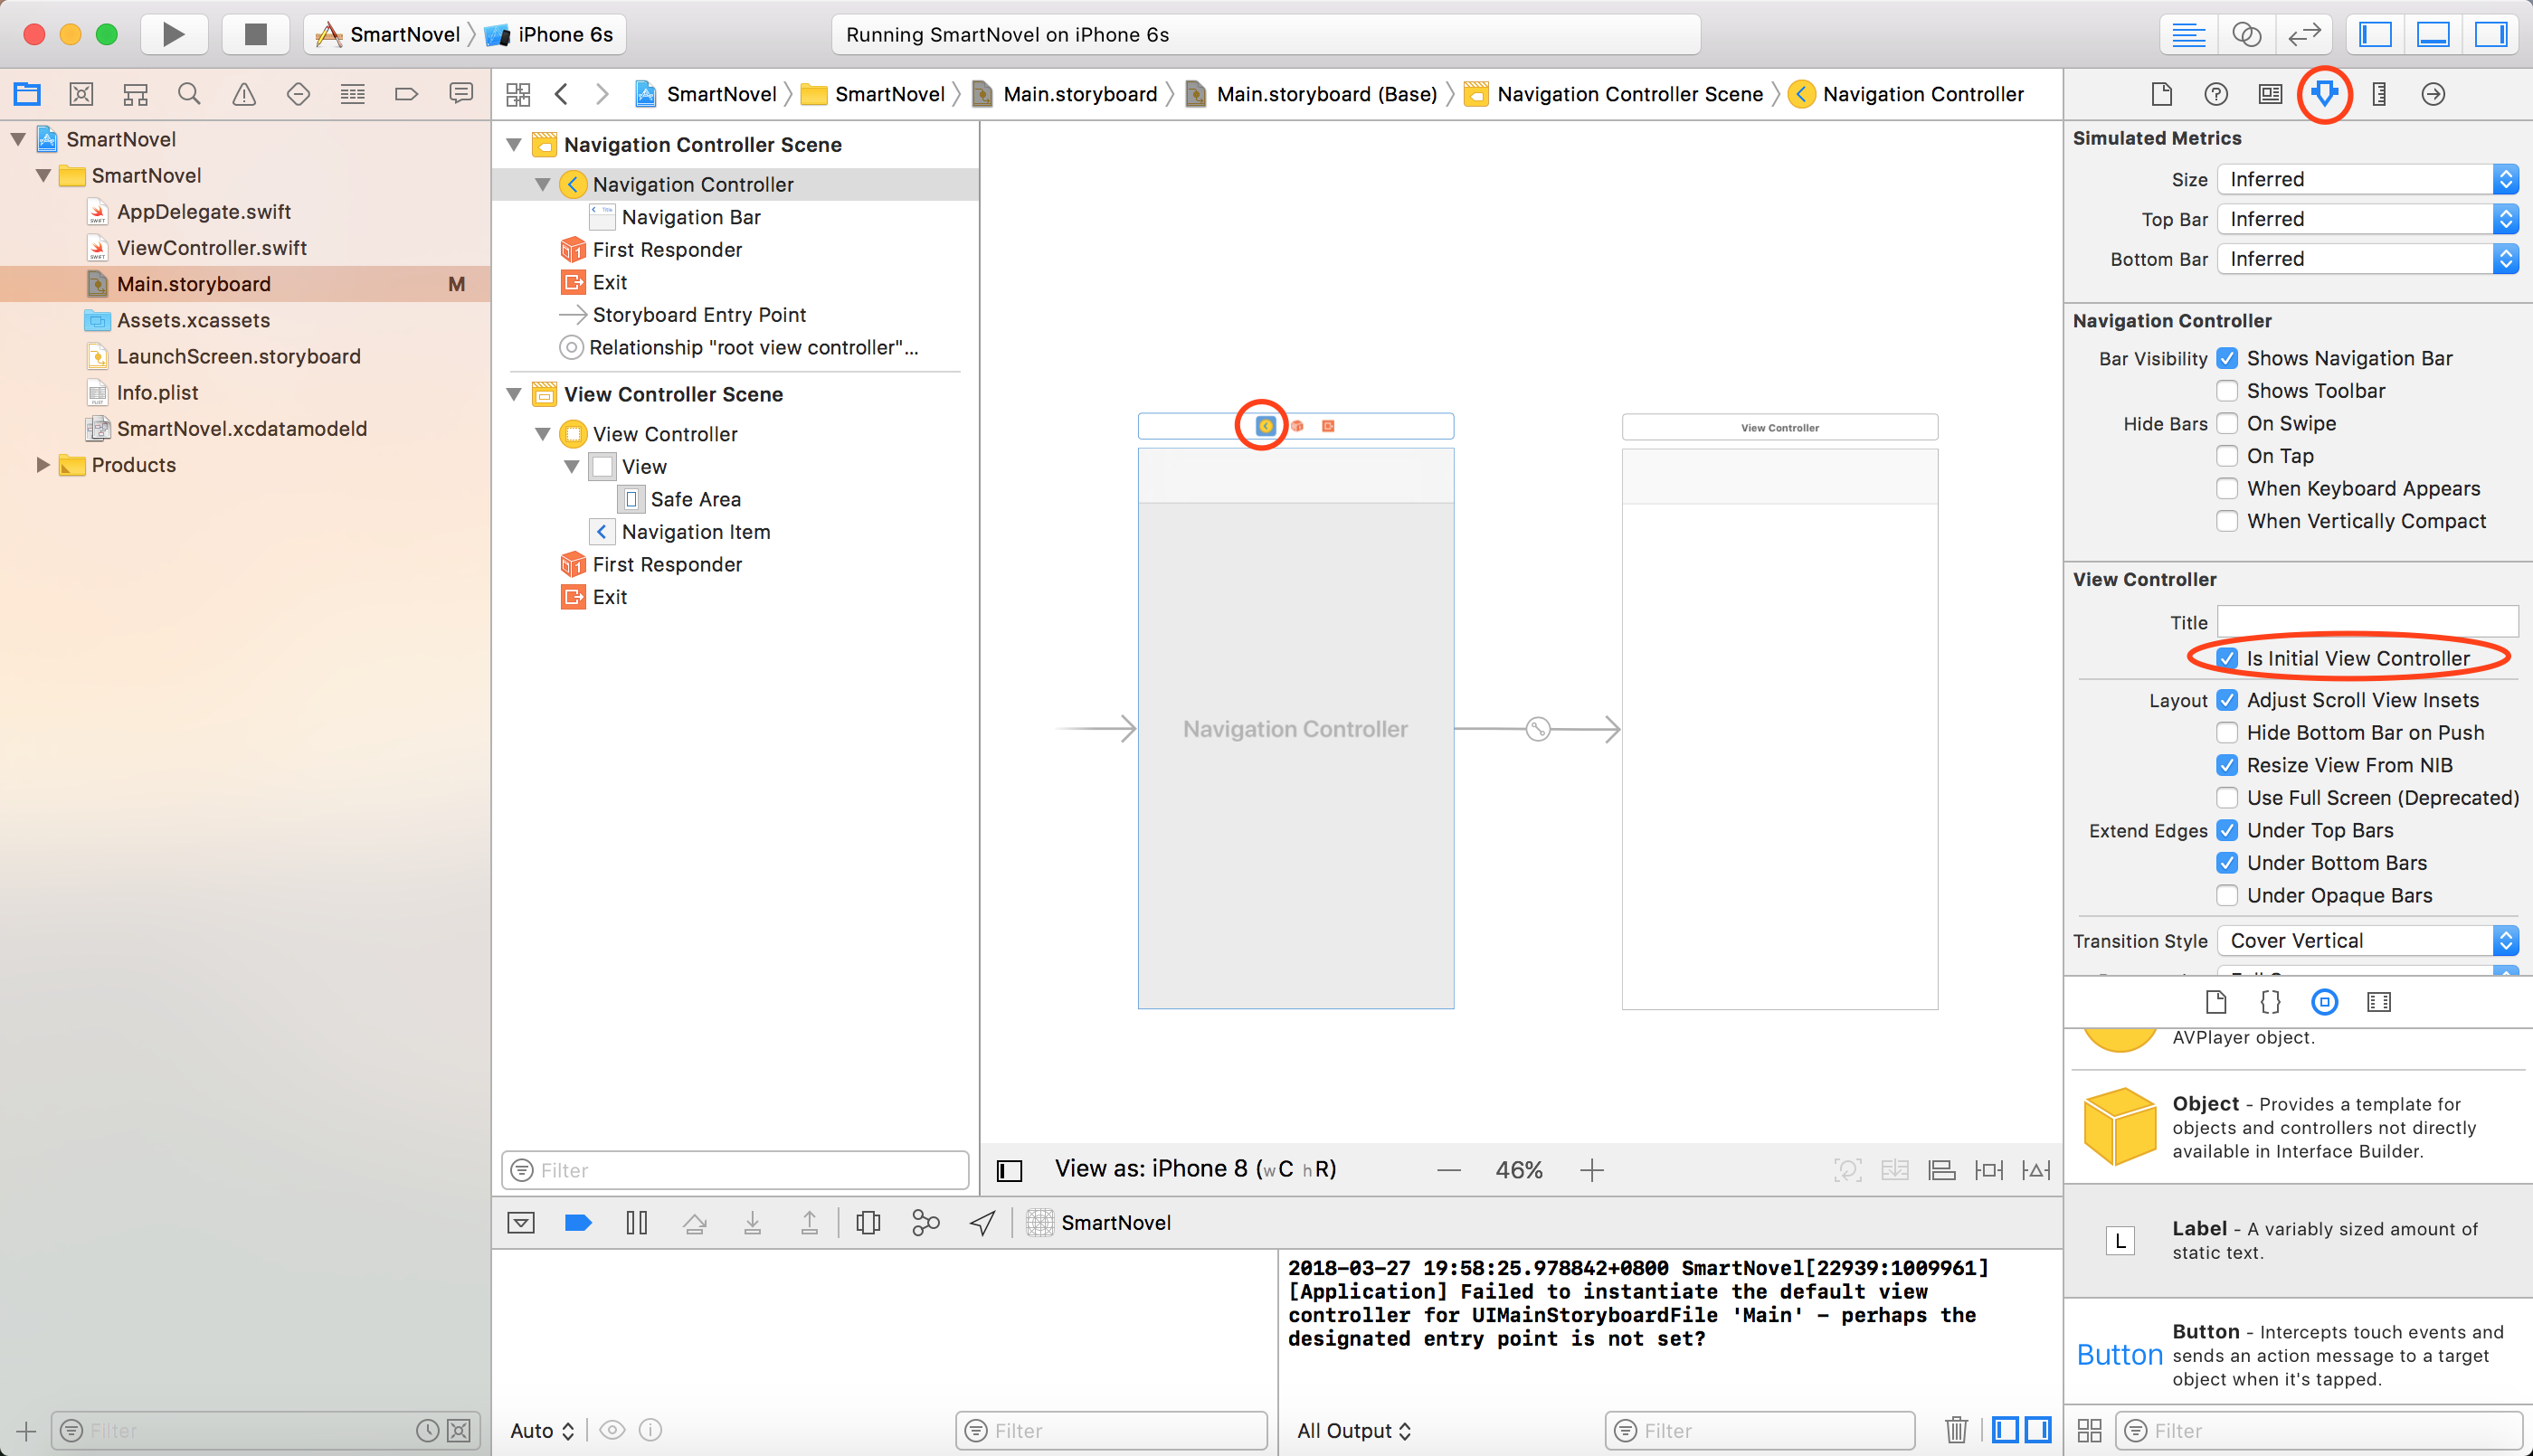 SmartNovel
iPhone 6s
Running SmartNovel on iPhone 6s
SmartNovel
SmartNovel
Main.storyboard
Main.storyboard (Base)
Navigation Controller Scene
Navigation Controller
SmartNovel
SmartNovel
AppDelegate.swift
ViewController.swift
Main.storyboard M
Assets.xcassets
LaunchScreen.storyboard
Info.plist
SmartNovel.xcdatamodeld
Products
Filter
Navigation Controller Scene
Navigation Controller
Navigation Bar
First Responder
Exit
Storyboard Entry Point
Relationship "root view controller"...
View Controller Scene
View Controller
View
Safe Area
Navigation Item
First Responder
Exit
Filter
Navigation Controller
View Controller
View as: iPhone 8 (wC hR)
46%
SmartNovel
Auto
Filter
2018-03-27 19:58:25.978842+0800 SmartNovel[22939:1009961]
[Application] Failed to instantiate the default view
controller for UIMainStoryboardFile 'Main' - perhaps the
designated entry point is not set?
All Output
Filter
Simulated Metrics
Size Inferred
Top Bar Inferred
Bottom Bar Inferred
Navigation Controller
Bar Visibility Shows Navigation Bar
Shows Toolbar
Hide Bars On Swipe
On Tap
When Keyboard Appears
When Vertically Compact
View Controller
Title
Is Initial View Controller
Layout Adjust Scroll View Insets
Hide Bottom Bar on Push
Resize View From NIB
Use Full Screen (Deprecated)
Extend Edges Under Top Bars
Under Bottom Bars
Under Opaque Bars
Transition Style Cover Vertical
AVPlayer object.
Object - Provides a template for
objects and controllers not directly
available in Interface Builder.
L
Label - A variably sized amount of
static text.
Button
Button - Intercepts touch events and
sends an action message to a target
object when it's tapped.
Filter